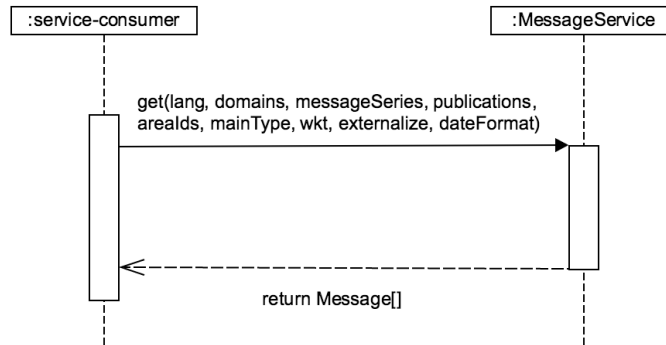 :service-consumer
:MessageService
get(lang, domains, messageSeries, publications,
areaIds, mainType, wkt, externalize, dateFormat)
return Message[]